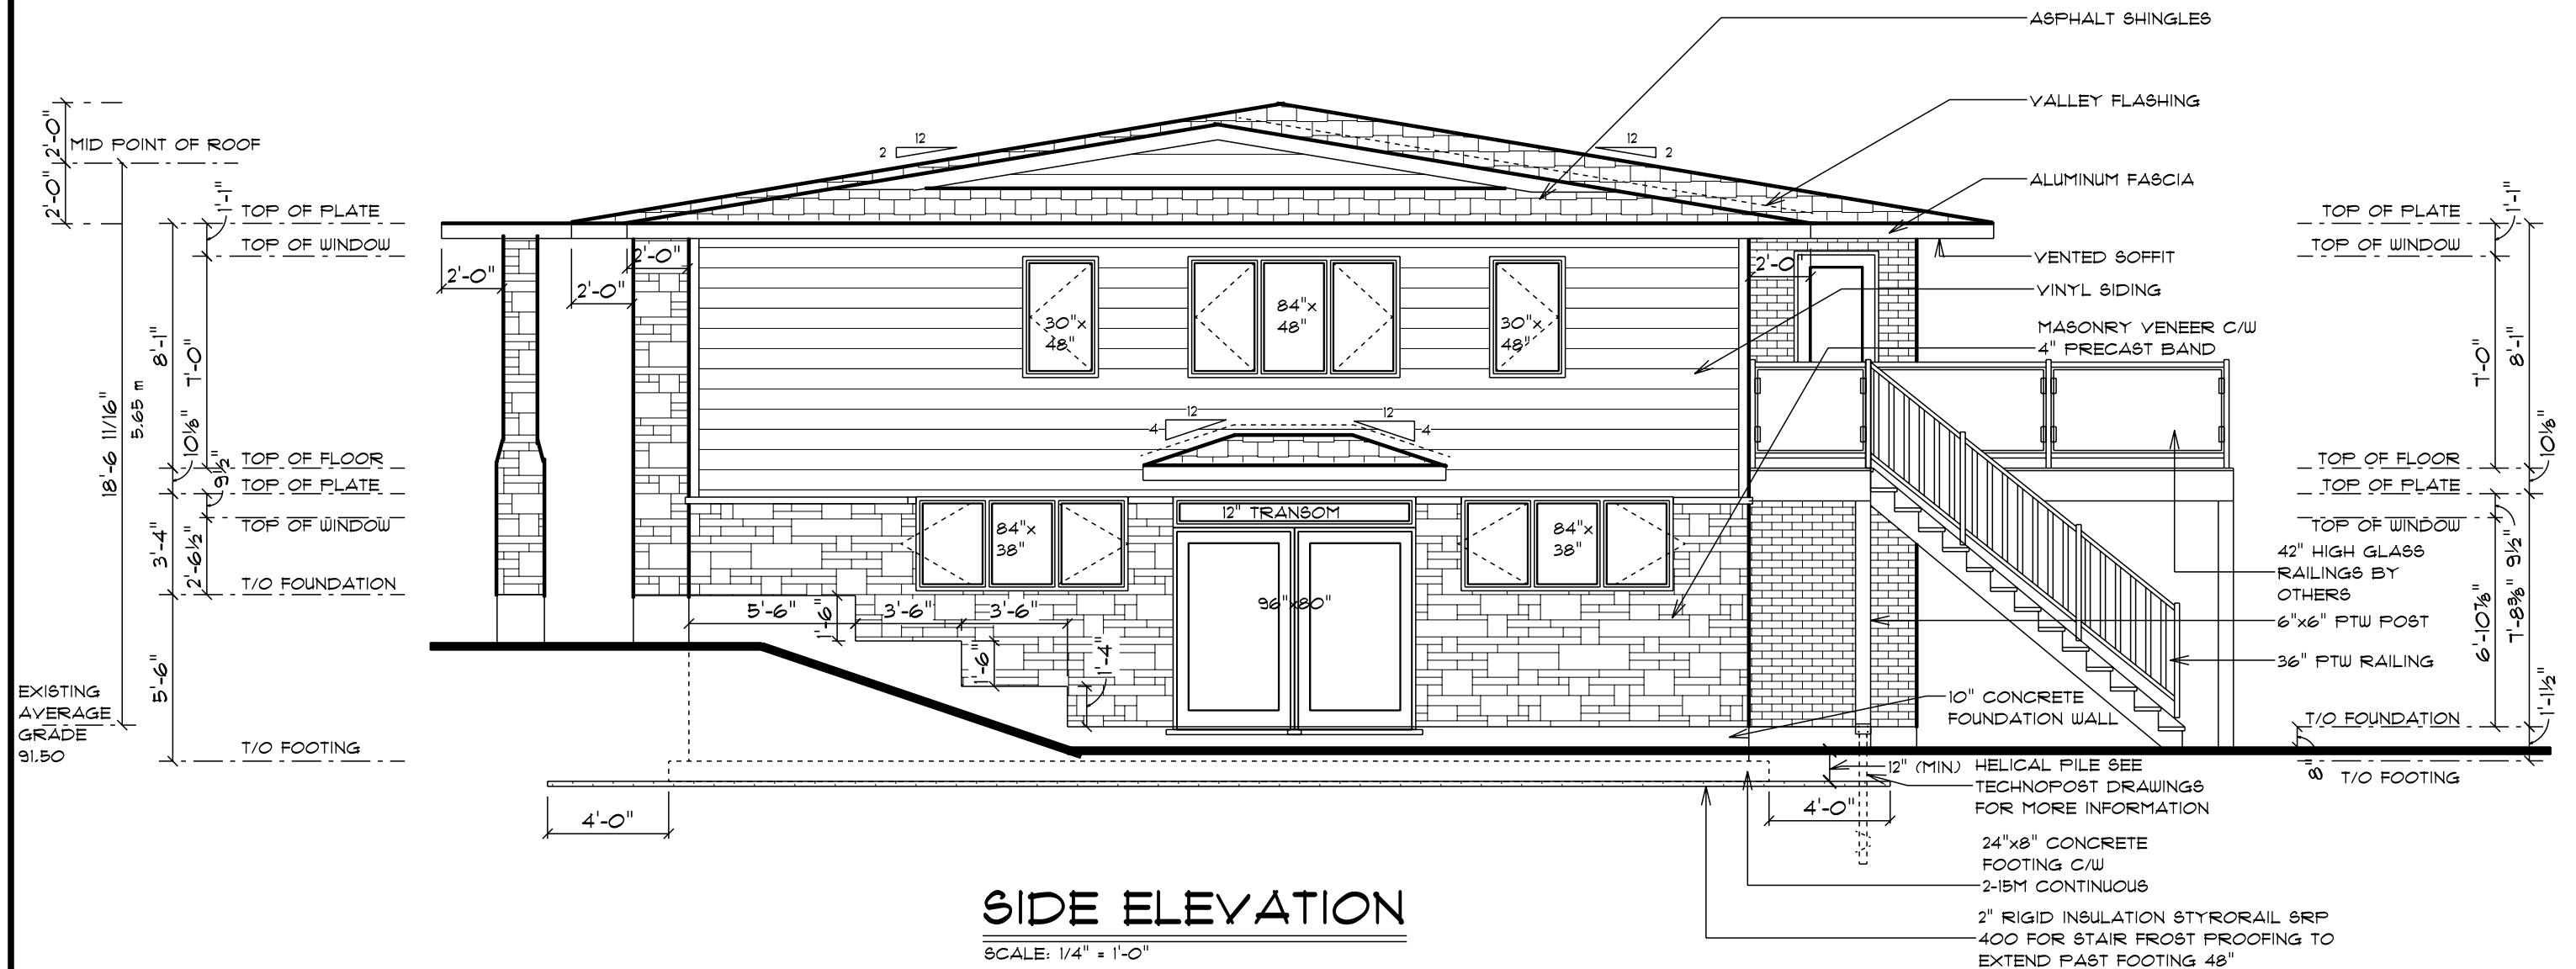 ASPHALT SHINGLES
VALLEY FLASHING
ALUMINUM FASCIA
VENTED SOFFIT
VINYL SIDING
MASONRY VENEER C/W
4" PRECAST BAND
2'-0"
MID POINT OF ROOF
2'-0"
1'-1"
TOP OF PLATE
TOP OF WINDOW
8'-1"
7'-0"
18'-6 11/16"
5.65 m
10⅛"
9½"
TOP OF FLOOR
TOP OF PLATE
TOP OF WINDOW
3'-4"
2'-6½"
T/O FOUNDATION
5'-6"
EXISTING
AVERAGE
GRADE
91.50
T/O FOOTING
12
2
12
2
2'-0"
2'-0"
2'-0"
2'-0"
30"x
48"
84"x
48"
30"x
48"
12
4
12
4
84"x
38"
12" TRANSOM
84"x
38"
96"x80"
5'-6"
1'-6"
3'-6"
3'-6"
1'-6"
1'-4"
4'-0"
4'-0"
TOP OF PLATE
1'-1"
TOP OF WINDOW
7'-0"
8'-1"
10⅛"
TOP OF FLOOR
TOP OF PLATE
TOP OF WINDOW
9½"
6'-10⅞"
7'-8⅜"
1'-1½"
T/O FOUNDATION
8"
T/O FOOTING
42" HIGH GLASS
RAILINGS BY
OTHERS
6"x6" PTW POST
36" PTW RAILING
10" CONCRETE
FOUNDATION WALL
12" (MIN)
HELICAL PILE SEE
TECHNOPOST DRAWINGS
FOR MORE INFORMATION
24"x8" CONCRETE
FOOTING C/W
2-15M CONTINUOUS
2" RIGID INSULATION STYRORAIL SRP
400 FOR STAIR FROST PROOFING TO
EXTEND PAST FOOTING 48"
SIDE ELEVATION
SCALE: 1/4" = 1'-0"